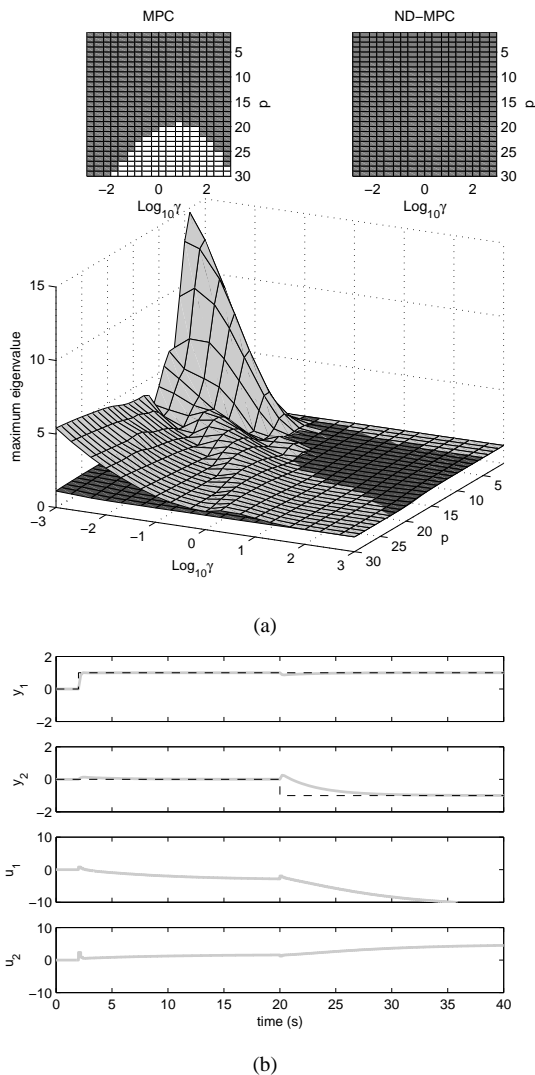 MPC
ND−MPC
5
10
15
20
25
30
p
−2 0 2
Log₁₀γ
5
10
15
20
25
30
p
−2 0 2
Log₁₀γ
15
10
5
0
maximum eigenvalue
−3 −2 −1 0 1 2 3
Log₁₀γ
30 25 20 15 10 5
p
(a)
2
0
−2
y₁
2
0
−2
y₂
10
0
−10
u₁
10
0
−10
u₂
0 5 10 15 20 25 30 35 40
time (s)
(b)